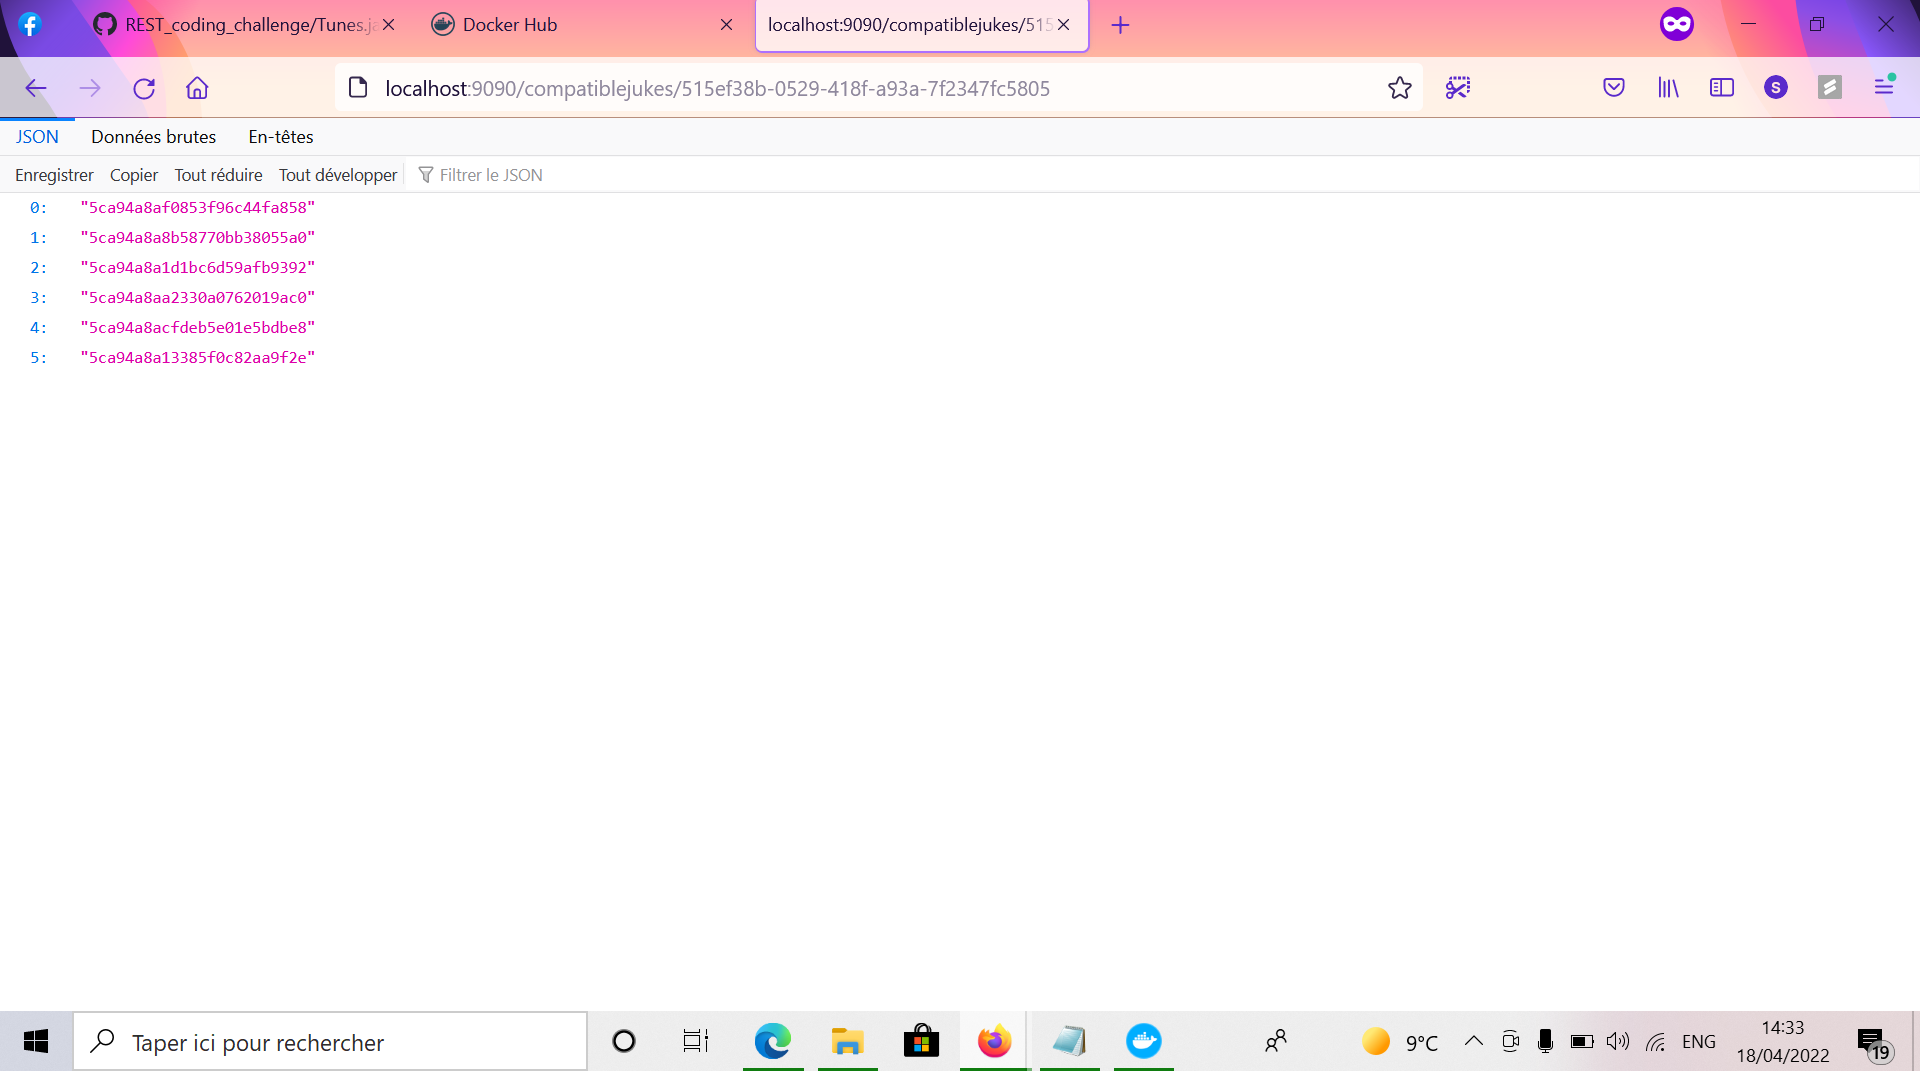 REST_coding_challenge/Tunes.ja
Docker Hub
localhost:9090/compatiblejukes/515
localhost:9090/compatiblejukes/515ef38b-0529-418f-a93a-7f2347fc5805
S
JSON
Données brutes
En-têtes
Enregistrer
Copier
Tout réduire
Tout développer
Filtrer le JSON
0: "5ca94a8af0853f96c44fa858"
1: "5ca94a8a8b58770bb38055a0"
2: "5ca94a8a1d1bc6d59afb9392"
3: "5ca94a8aa2330a0762019ac0"
4: "5ca94a8acfdeb5e01e5bdbe8"
5: "5ca94a8a13385f0c82aa9f2e"
Taper ici pour rechercher
9°C
ENG
14:33
18/04/2022
19